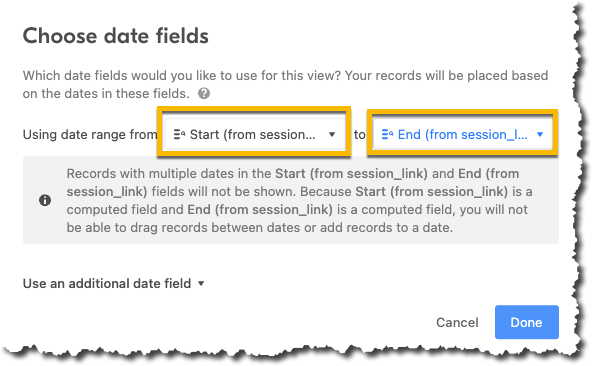 Choose date fields
Which date fields would you like to use for this view? Your records will be placed based
on the dates in these fields.
Using date range from Start (from session... to End (from session_l...
Records with multiple dates in the Start (from session_link) and End (from
session_link) fields will not be shown. Because Start (from session_link) is a
computed field and End (from session_link) is a computed field, you will not
be able to drag records between dates or add records to a date.
Use an additional date field
Cancel Done